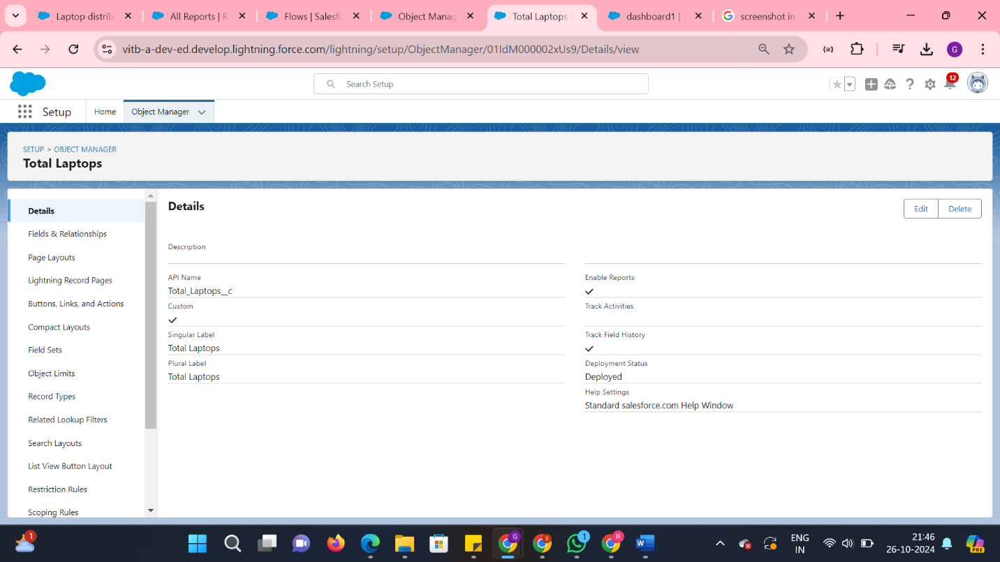 Laptop distrib
All Reports | R
Flows | Salesfo
Object Manag
Total Laptops
dashboard1 | S
G screenshot in
vitb-a-dev-ed.develop.lightning.force.com/lightning/setup/ObjectManager/01IdM000002xUs9/Details/view
G
Search Setup
12
Setup
Home
Object Manager
SETUP > OBJECT MANAGER
Total Laptops
Details
Fields & Relationships
Page Layouts
Lightning Record Pages
Buttons, Links, and Actions
Compact Layouts
Field Sets
Object Limits
Record Types
Related Lookup Filters
Search Layouts
List View Button Layout
Restriction Rules
Scoping Rules
Details
Edit
Delete
Description
API Name
Total_Laptops__c
Custom
Singular Label
Total Laptops
Plural Label
Total Laptops
Enable Reports
Track Activities
Track Field History
Deployment Status
Deployed
Help Settings
Standard salesforce.com Help Window
1
G
S
1
R
W
ENG
IN
21:46
26-10-2024
PRE